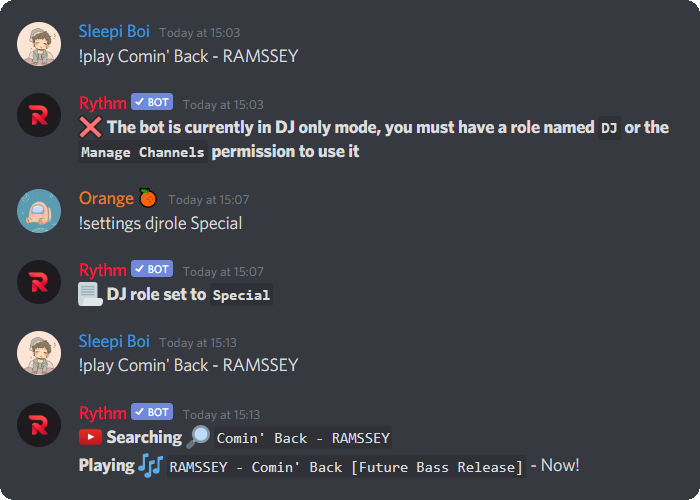 Sleepi Boi Today at 15:03
!play Comin' Back - RAMSSEY
Rythm ✓ BOT Today at 15:03
❌ The bot is currently in DJ only mode, you must have a role named DJ or the
Manage Channels permission to use it
Orange 🍊 Today at 15:07
!settings djrole Special
Rythm ✓ BOT Today at 15:07
📃 DJ role set to Special
Sleepi Boi Today at 15:13
!play Comin' Back - RAMSSEY
Rythm ✓ BOT Today at 15:13
Searching 🔎 Comin' Back - RAMSSEY
Playing 🎶 RAMSSEY - Comin' Back [Future Bass Release] - Now!